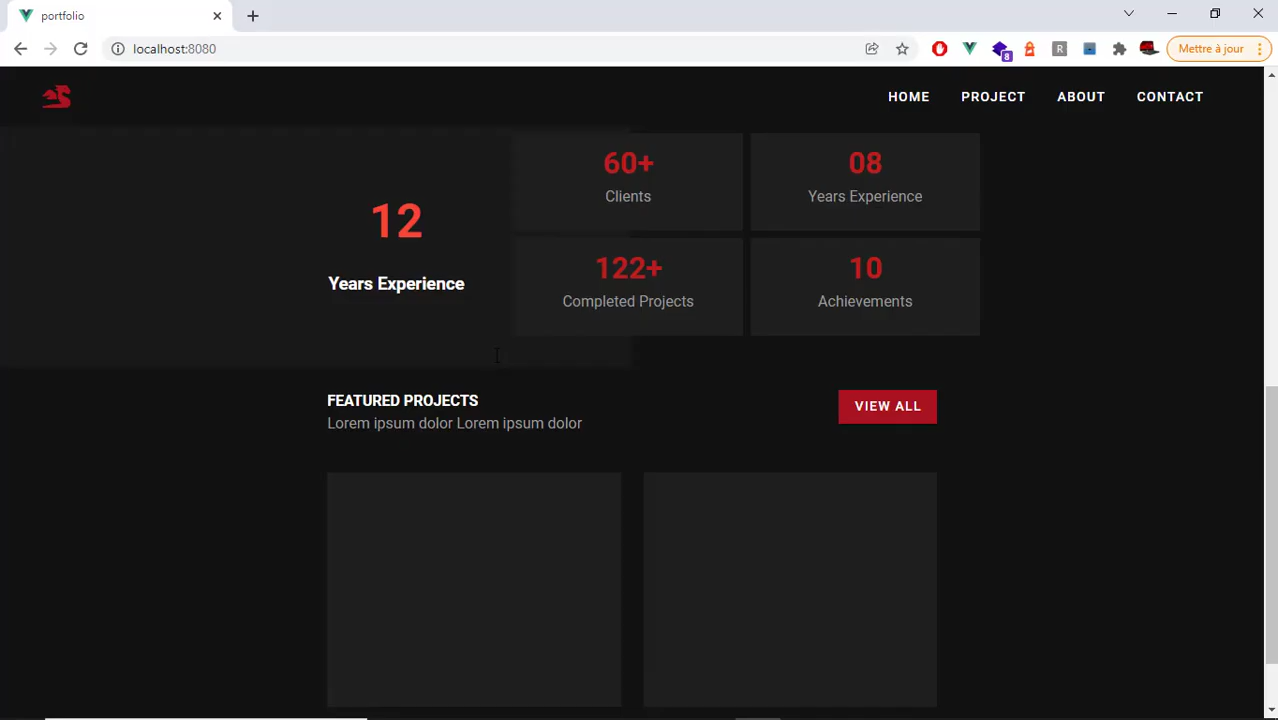 portfolio
localhost:8080
R
8
Mettre à jour
HOME
PROJECT
ABOUT
CONTACT
12
Years Experience
60+
Clients
08
Years Experience
122+
Completed Projects
10
Achievements
FEATURED PROJECTS
Lorem ipsum dolor Lorem ipsum dolor
VIEW ALL